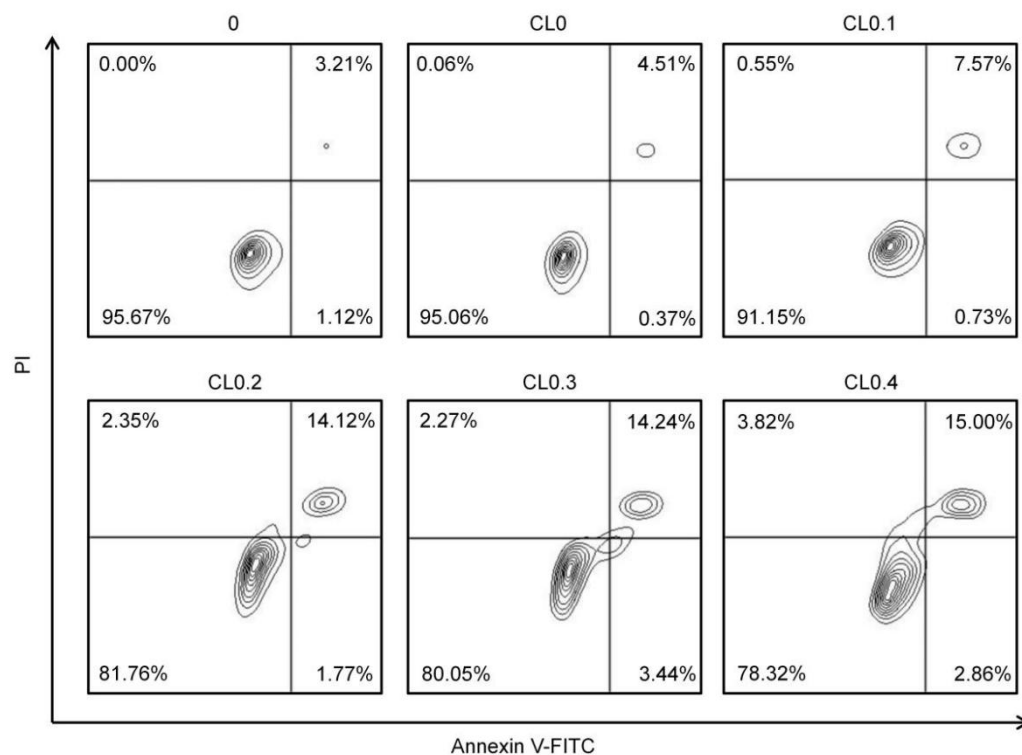 0 CL0 CL0.1
0.00% 3.21% 0.06% 4.51% 0.55% 7.57%
95.67% 1.12% 95.06% 0.37% 91.15% 0.73%
PI
CL0.2 CL0.3 CL0.4
2.35% 14.12% 2.27% 14.24% 3.82% 15.00%
81.76% 1.77% 80.05% 3.44% 78.32% 2.86%
Annexin V-FITC